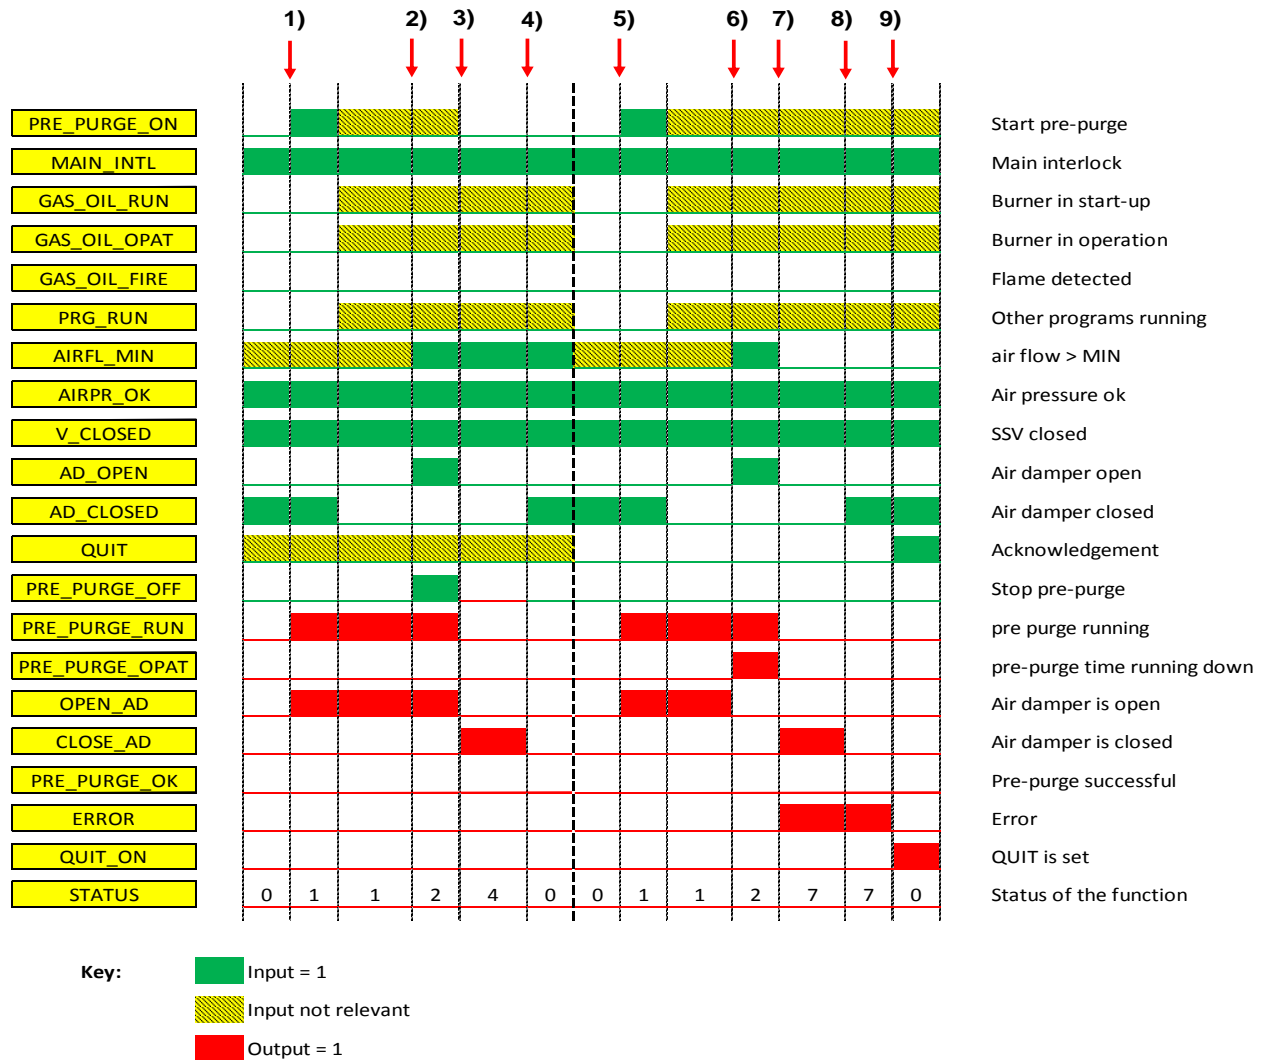 1) 2) 3) 4) 5) 6) 7) 8) 9)
PRE_PURGE_ON Start pre-purge
MAIN_INTL Main interlock
GAS_OIL_RUN Burner in start-up
GAS_OIL_OPAT Burner in operation
GAS_OIL_FIRE Flame detected
PRG_RUN Other programs running
AIRFL_MIN air flow > MIN
AIRPR_OK Air pressure ok
V_CLOSED SSV closed
AD_OPEN Air damper open
AD_CLOSED Air damper closed
QUIT Acknowledgement
PRE_PURGE_OFF Stop pre-purge
PRE_PURGE_RUN pre purge running
PRE_PURGE_OPAT pre-purge time running down
OPEN_AD Air damper is open
CLOSE_AD Air damper is closed
PRE_PURGE_OK Pre-purge successful
ERROR Error
QUIT_ON QUIT is set
STATUS 0 1 1 2 4 0 0 1 1 2 7 7 0 Status of the function
Key: Input = 1
Input not relevant
Output = 1